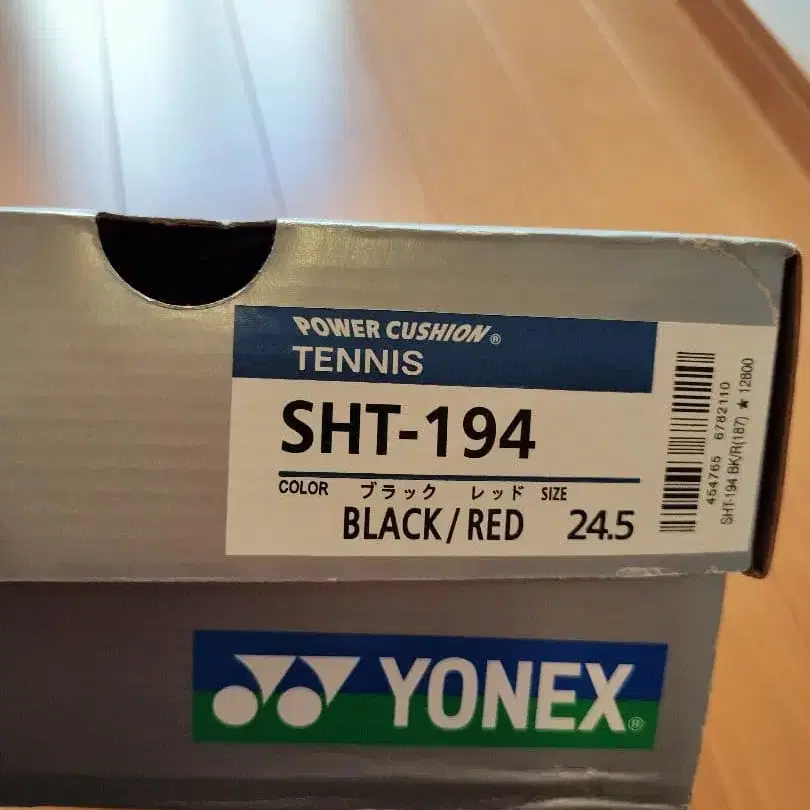 POWER CUSHION®
TENNIS
SHT-194
COLOR ブラック レッド SIZE
BLACK/RED 24.5
454765 6782110
SHT-194 BK/R(187) ★ 12800
YONEX®